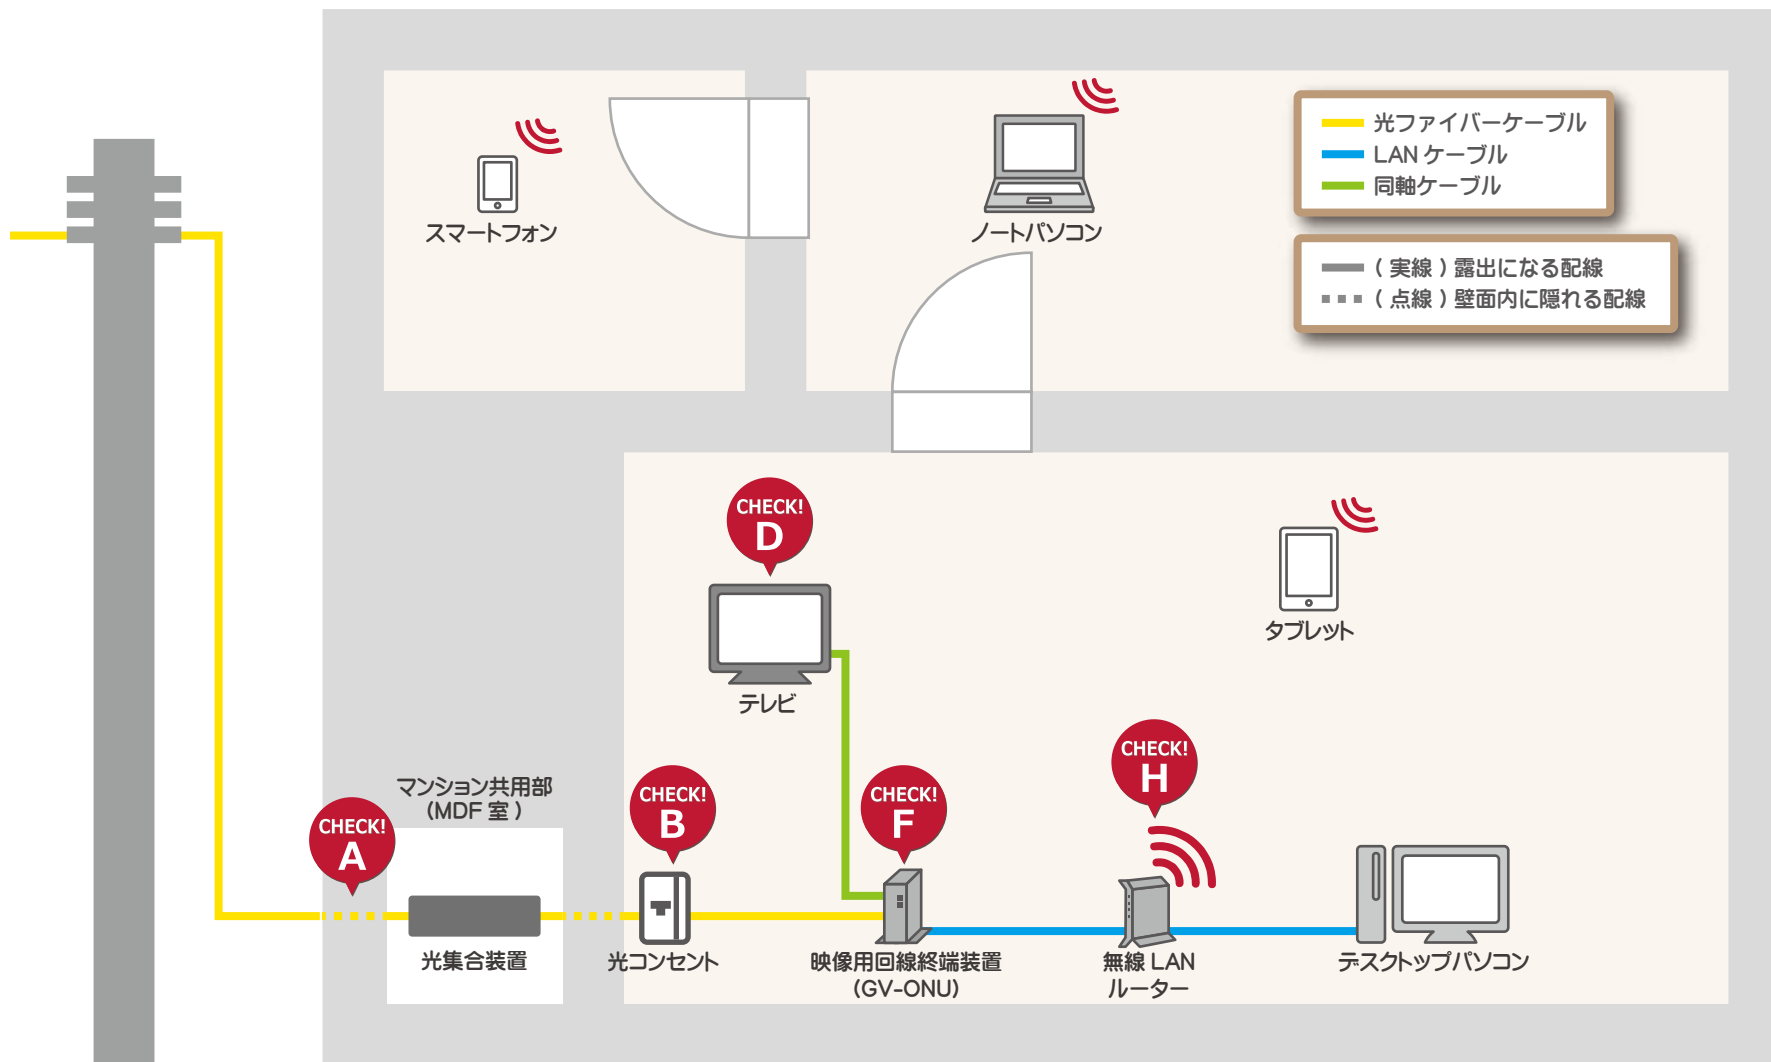 光ファイバーケーブル
LAN ケーブル
同軸ケーブル
( 実線 ) 露出になる配線
( 点線 ) 壁面内に隠れる配線
スマートフォン
ノートパソコン
CHECK!
D
テレビ
タブレット
マンション共用部
(MDF 室 )
CHECK!
A
CHECK!
B
CHECK!
F
CHECK!
H
光集合装置
光コンセント
映像用回線終端装置
(GV-ONU)
無線 LAN
ルーター
デスクトップパソコン